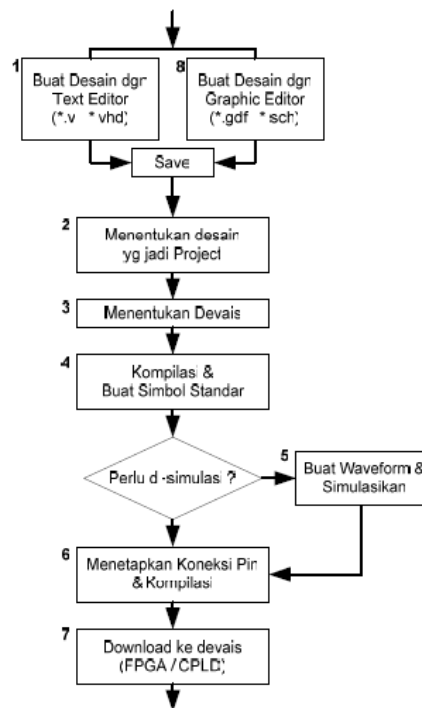 1
Buat Desain dgn
Text Editor
(*.v * vhd)
8
Buat Desain dgn
Graphic Editor
(*.gdf * sch)
Save
2
Menentukan desain
yg jadi Project
3
Menentukan Devais
4
Kompilasi &
Buat Simbol Standar
Perlu d -simulasi ?
5
Buat Waveform &
Simulasikan
6
Menetapkan Koneksi Pin
& Kompilasi
7
Download ke devais
(FPGA / CPLD)